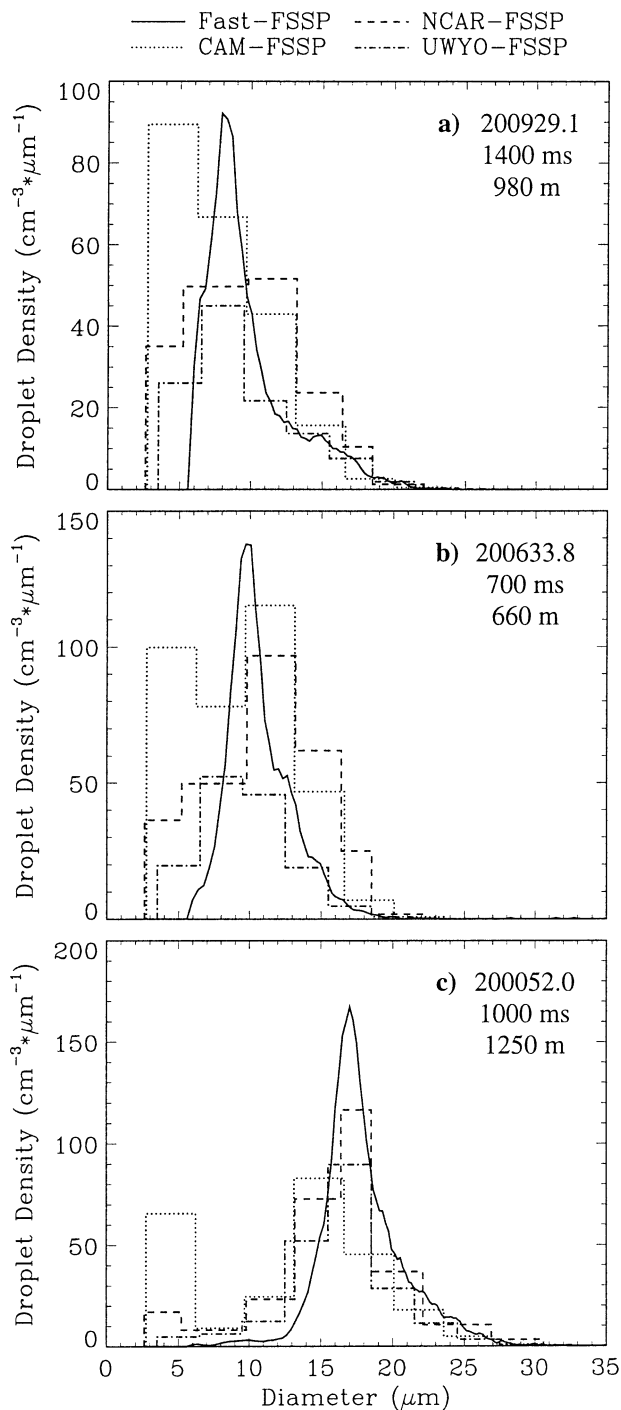 Fast−FSSP NCAR−FSSP
CAM−FSSP UWYO−FSSP
100
80
60
40
20
0
Droplet Density (cm⁻³*μm⁻¹)
a) 200929.1
1400 ms
980 m
150
100
50
0
Droplet Density (cm⁻³*μm⁻¹)
b) 200633.8
700 ms
660 m
200
150
100
50
0
Droplet Density (cm⁻³*μm⁻¹)
c) 200052.0
1000 ms
1250 m
0 5 10 15 20 25 30 35
Diameter (μm)